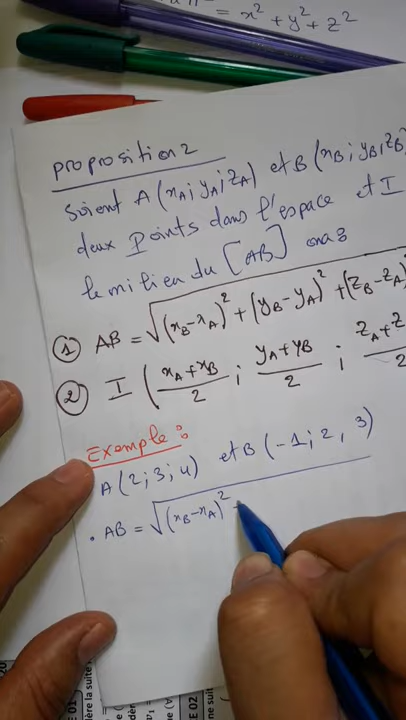 = x² + y² + z²
proposition 2
Soient A(xA; yA; zA) et B(xB; yB; zB
deux Points dans l'espace et I
le milieu du [AB] on a:
① AB = √(xB-xA)² + (yB-yA)² + (zB-zA)
② I ( xA+xB/2 ; yA+yB/2 ; zA+z/2
Exemple:
A(2; 3; 4) et B(-1; 2, 3)
. AB = √(xB-xA)²